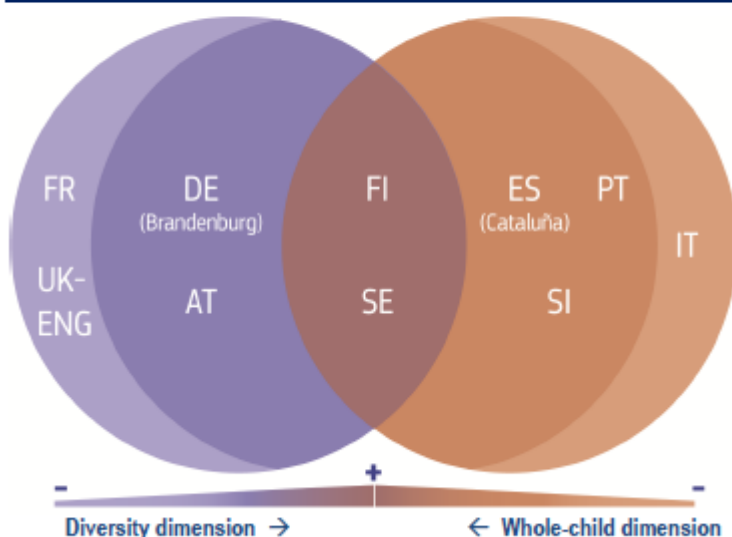 FR
DE
(Brandenburg)
FI
ES
(Cataluña)
PT
IT
UK-
ENG
AT
SE
SI
-
+
-
Diversity dimension →
← Whole-child dimension